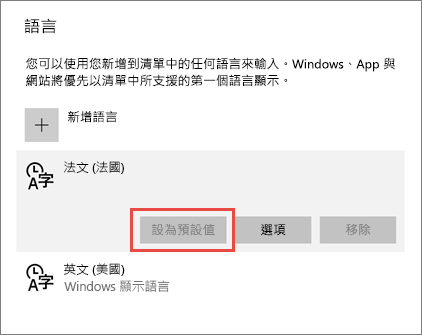 語言
您可以使用您新增到清單中的任何語言來輸入。Windows、App 與
網站將優先以清單中所支援的第一個語言顯示。
新增語言
法文 (法國)
設為預設值 選項 移除
英文 (美國)
Windows 顯示語言